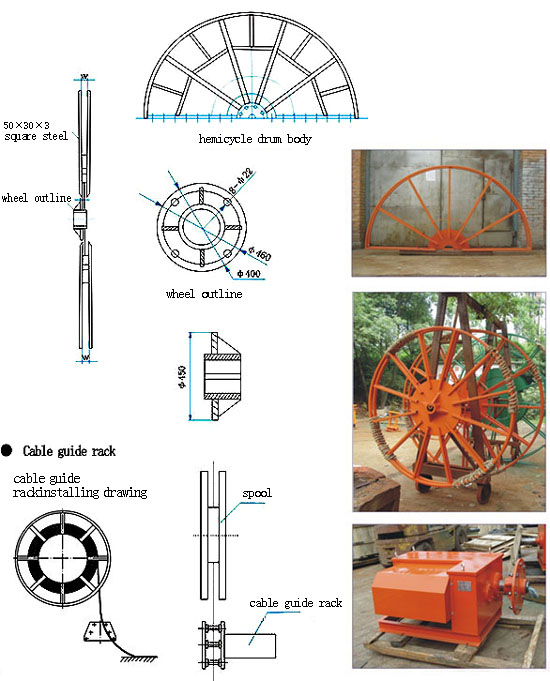 W
50×30×3
square steel
hemicycle drum body
wheel outline
8-Φ22
Φ460
Φ400
wheel outline
Φ450
W
● Cable guide rack
cable guide
rackinstalling drawing
spool
cable guide rack